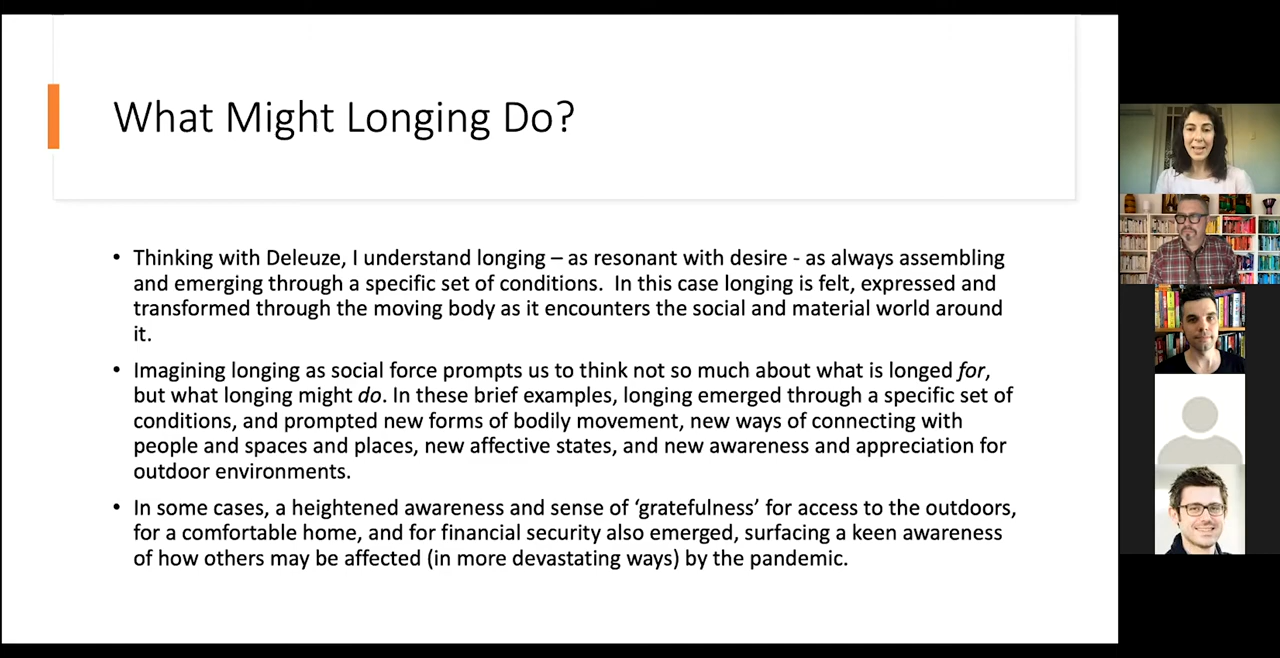 What Might Longing Do?
• Thinking with Deleuze, I understand longing – as resonant with desire - as always assembling
and emerging through a specific set of conditions.  In this case longing is felt, expressed and
transformed through the moving body as it encounters the social and material world around
it.
• Imagining longing as social force prompts us to think not so much about what is longed for,
but what longing might do. In these brief examples, longing emerged through a specific set of
conditions, and prompted new forms of bodily movement, new ways of connecting with
people and spaces and places, new affective states, and new awareness and appreciation for
outdoor environments.
• In some cases, a heightened awareness and sense of ‘gratefulness’ for access to the outdoors,
for a comfortable home, and for financial security also emerged, surfacing a keen awareness
of how others may be affected (in more devastating ways) by the pandemic.